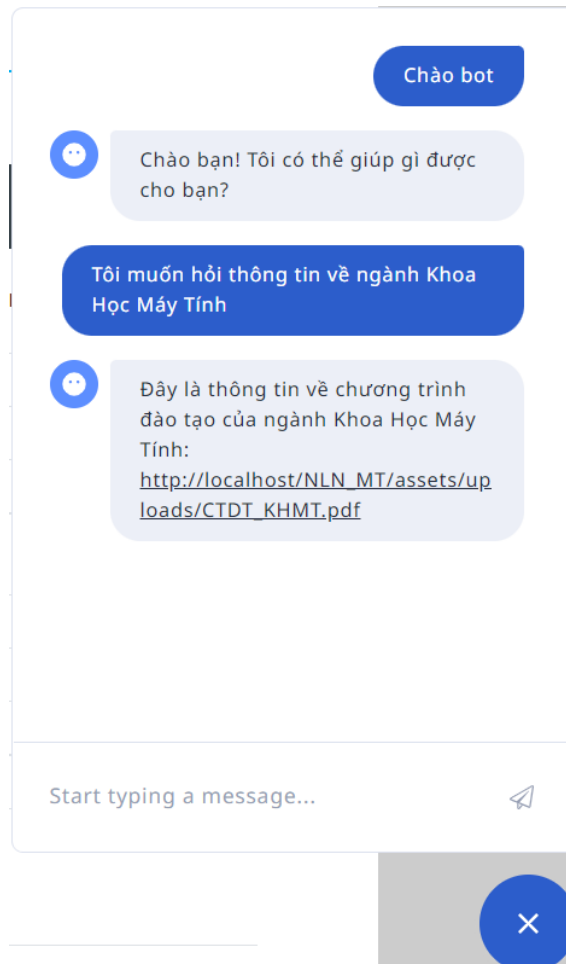 Chào bot
Chào bạn! Tôi có thể giúp gì được
cho bạn?
Tôi muốn hỏi thông tin về ngành Khoa
Học Máy Tính
Đây là thông tin về chương trình
đào tạo của ngành Khoa Học Máy
Tính:
http://localhost/NLN_MT/assets/up
loads/CTDT_KHMT.pdf
Start typing a message...